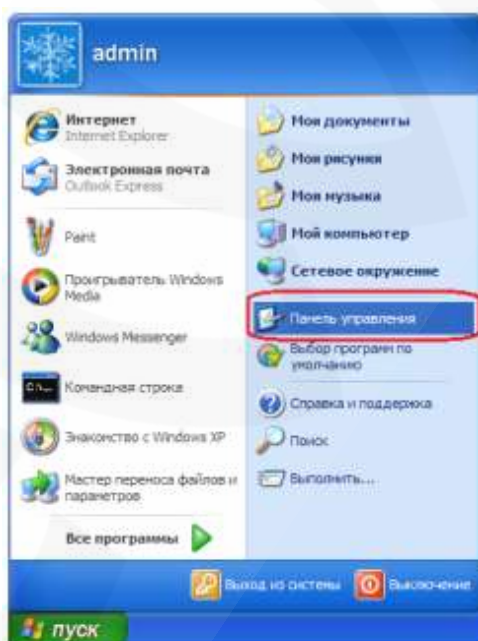 admin
Интернет
Internet Explorer
Электронная почта
Outlook Express
Paint
Проигрыватель Windows
Media
Windows Messenger
Командная строка
Знакомство с Windows XP
Мастер переноса файлов и
параметров
Все программы
Мои документы
Мои рисунки
Моя музыка
Мой компьютер
Сетевое окружение
Панель управления
Выбор программ по
умолчанию
Справка и поддержка
Поиск
Выполнить...
Выход из системы
Выключение
пуск